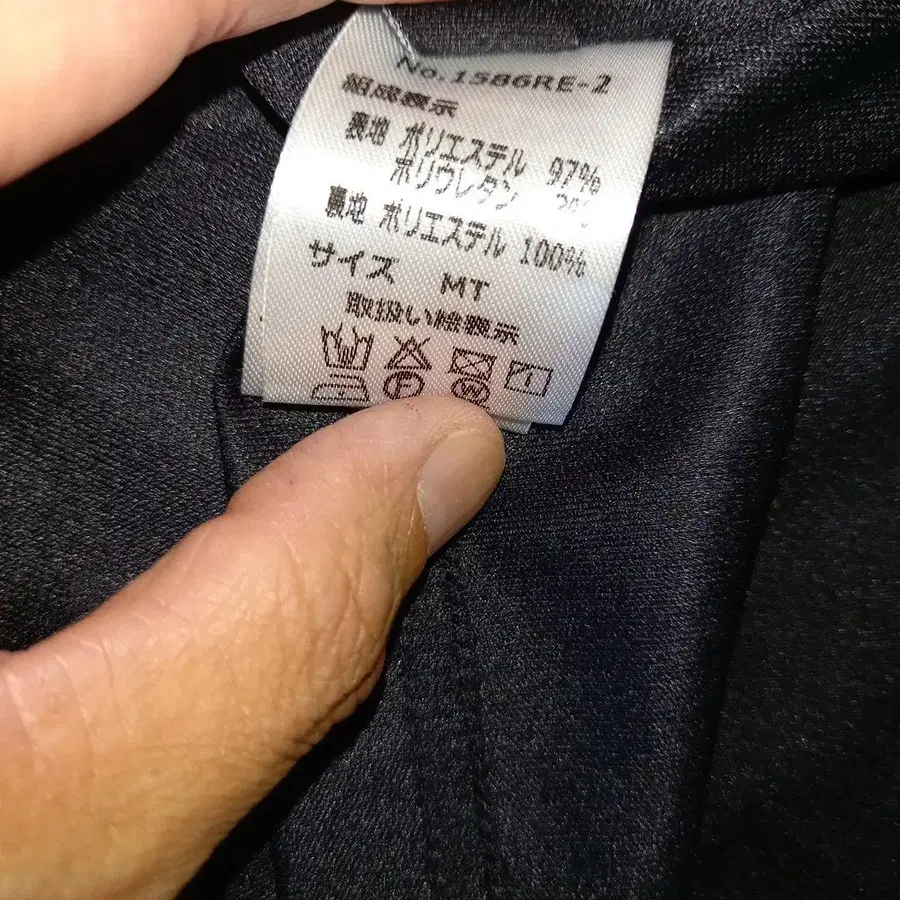 No.1586RE-2
組成表示
表地 ポリエステル 97%
ポリウレタン
裏地 ポリエステル 100%
サイズ MT
取扱い絵表示
F W